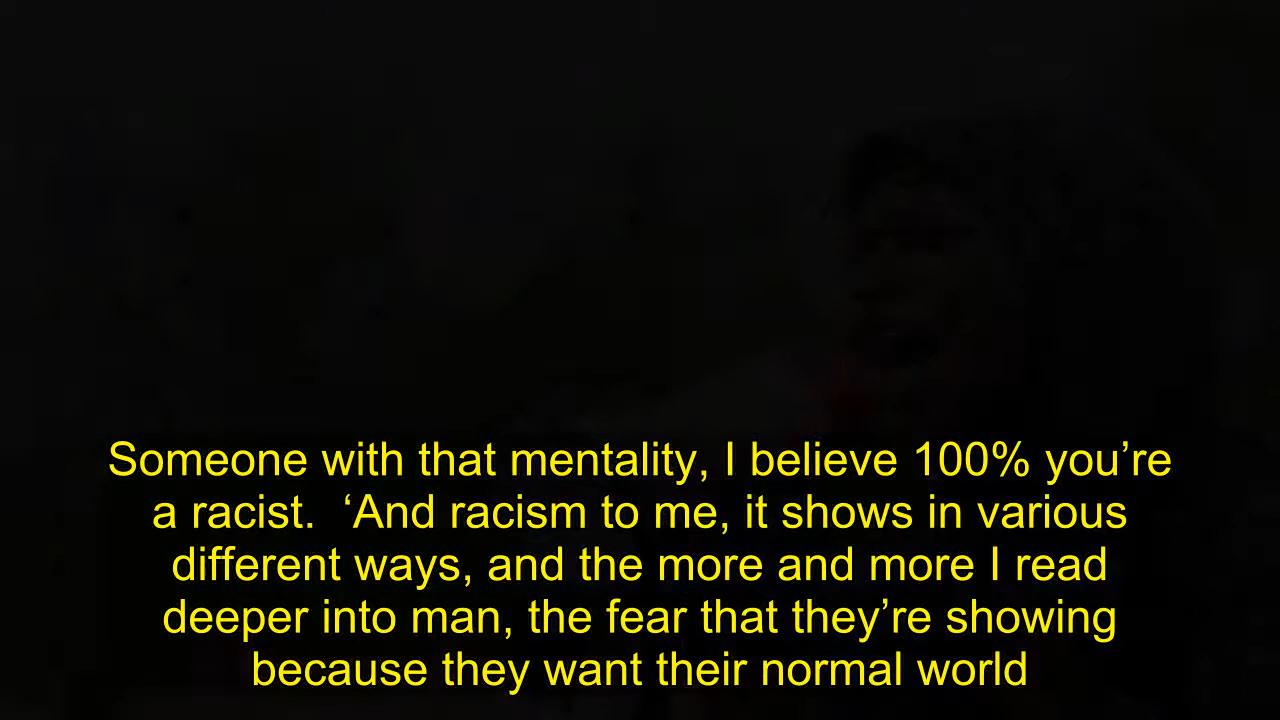 Someone with that mentality, I believe 100% you’re
a racist.  ‘And racism to me, it shows in various
different ways, and the more and more I read
deeper into man, the fear that they’re showing
because they want their normal world